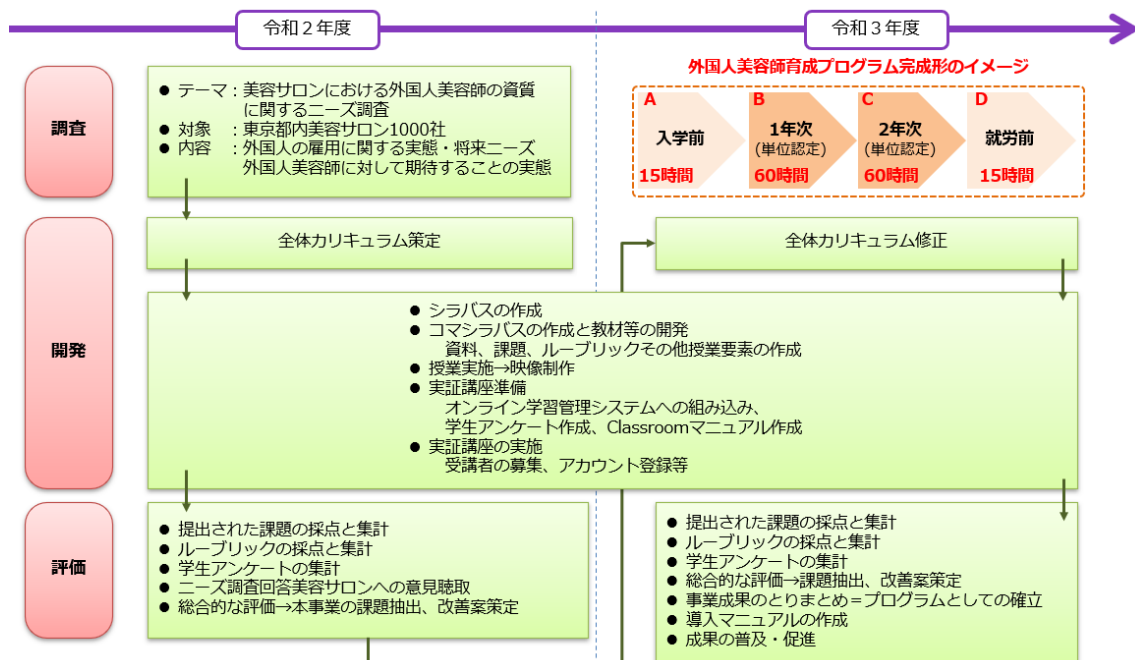 令和２年度
令和３年度
調査
● テーマ：美容サロンにおける外国人美容師の資質
に関するニーズ調査
● 対象　：東京都内美容サロン1000社
● 内容　：外国人の雇用に関する実態・将来ニーズ
外国人美容師に対して期待することの実態
外国人美容師育成プログラム完成形のイメージ
A
入学前
15時間
B
1年次
(単位認定)
60時間
C
2年次
(単位認定)
60時間
D
就労前
15時間
開発
全体カリキュラム策定
全体カリキュラム修正
● シラバスの作成
● コマシラバスの作成と教材等の開発
資料、課題、ルーブリックその他授業要素の作成
● 授業実施→映像制作
● 実証講座準備
オンライン学習管理システムへの組み込み、
学生アンケート作成、Classroomマニュアル作成
● 実証講座の実施
受講者の募集、アカウント登録等
評価
● 提出された課題の採点と集計
● ルーブリックの採点と集計
● 学生アンケートの集計
● ニーズ調査回答美容サロンへの意見聴取
● 総合的な評価→本事業の課題抽出、改善案策定
● 提出された課題の採点と集計
● ルーブリックの採点と集計
● 学生アンケートの集計
● 総合的な評価→課題抽出、改善案策定
● 事業成果のとりまとめ＝プログラムとしての確立
● 導入マニュアルの作成
● 成果の普及・促進